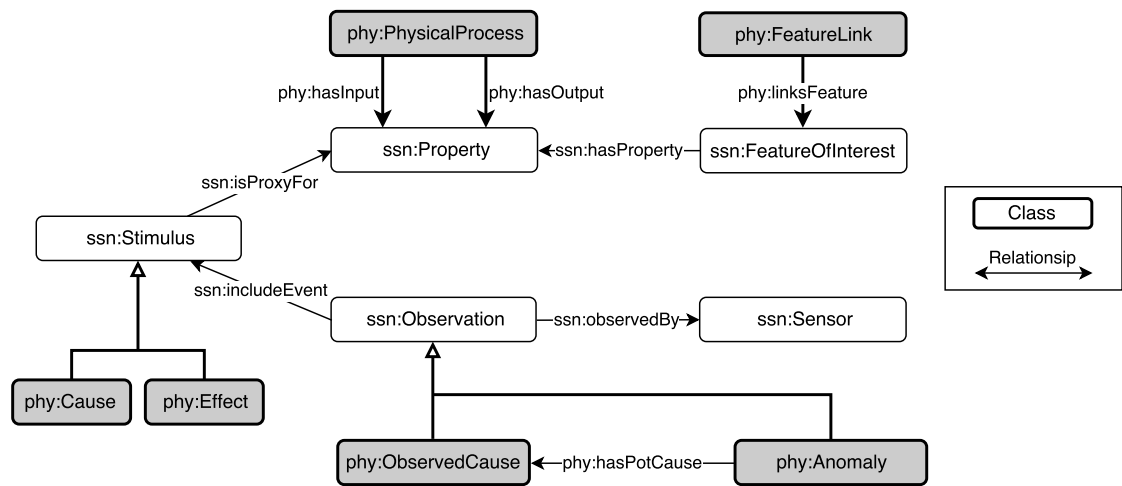 phy:PhysicalProcess
phy:FeatureLink
phy:hasInput
phy:hasOutput
phy:linksFeature
ssn:Property
ssn:hasProperty
ssn:FeatureOfInterest
ssn:isProxyFor
ssn:Stimulus
Class
Relationsip
ssn:includeEvent
ssn:Observation
ssn:observedBy
ssn:Sensor
phy:Cause
phy:Effect
phy:ObservedCause
phy:hasPotCause
phy:Anomaly